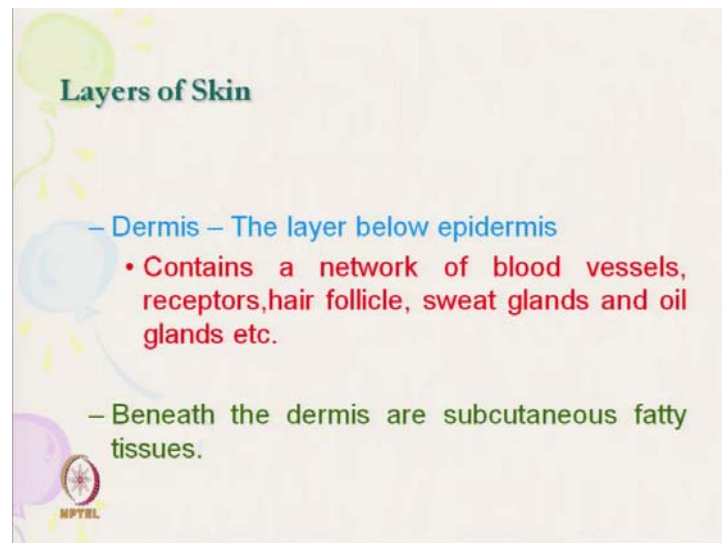 Layers of Skin
– Dermis – The layer below epidermis
• Contains a network of blood vessels,
receptors,hair follicle, sweat glands and oil
glands etc.
– Beneath the dermis are subcutaneous fatty
tissues.
NPTEL